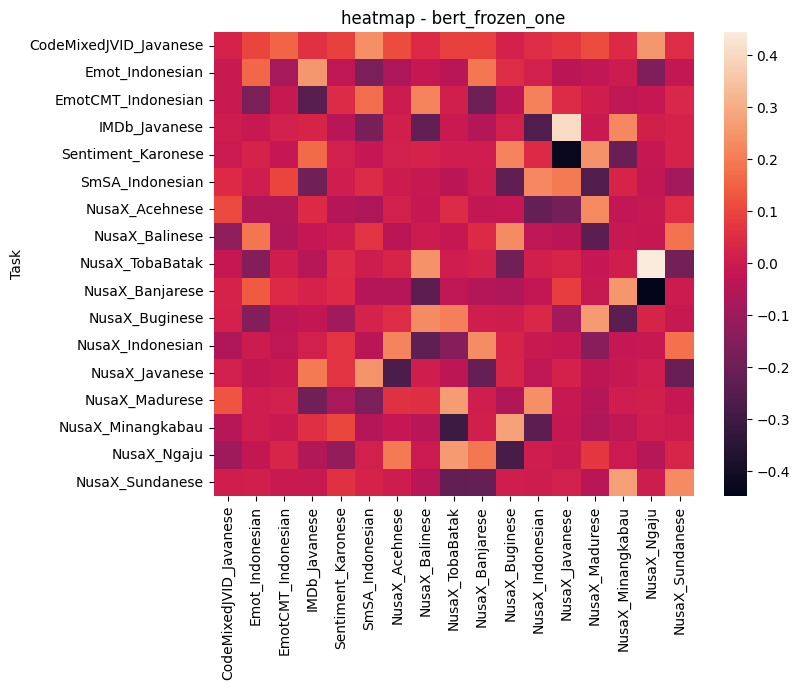 heatmap - bert_frozen_one
Task
CodeMixedJVID_Javanese
Emot_Indonesian
EmotCMT_Indonesian
IMDb_Javanese
Sentiment_Karonese
SmSA_Indonesian
NusaX_Acehnese
NusaX_Balinese
NusaX_TobaBatak
NusaX_Banjarese
NusaX_Buginese
NusaX_Indonesian
NusaX_Javanese
NusaX_Madurese
NusaX_Minangkabau
NusaX_Ngaju
NusaX_Sundanese
CodeMixedJVID_Javanese
Emot_Indonesian
EmotCMT_Indonesian
IMDb_Javanese
Sentiment_Karonese
SmSA_Indonesian
NusaX_Acehnese
NusaX_Balinese
NusaX_TobaBatak
NusaX_Banjarese
NusaX_Buginese
NusaX_Indonesian
NusaX_Javanese
NusaX_Madurese
NusaX_Minangkabau
NusaX_Ngaju
NusaX_Sundanese
0.4
0.3
0.2
0.1
0.0
−0.1
−0.2
−0.3
−0.4